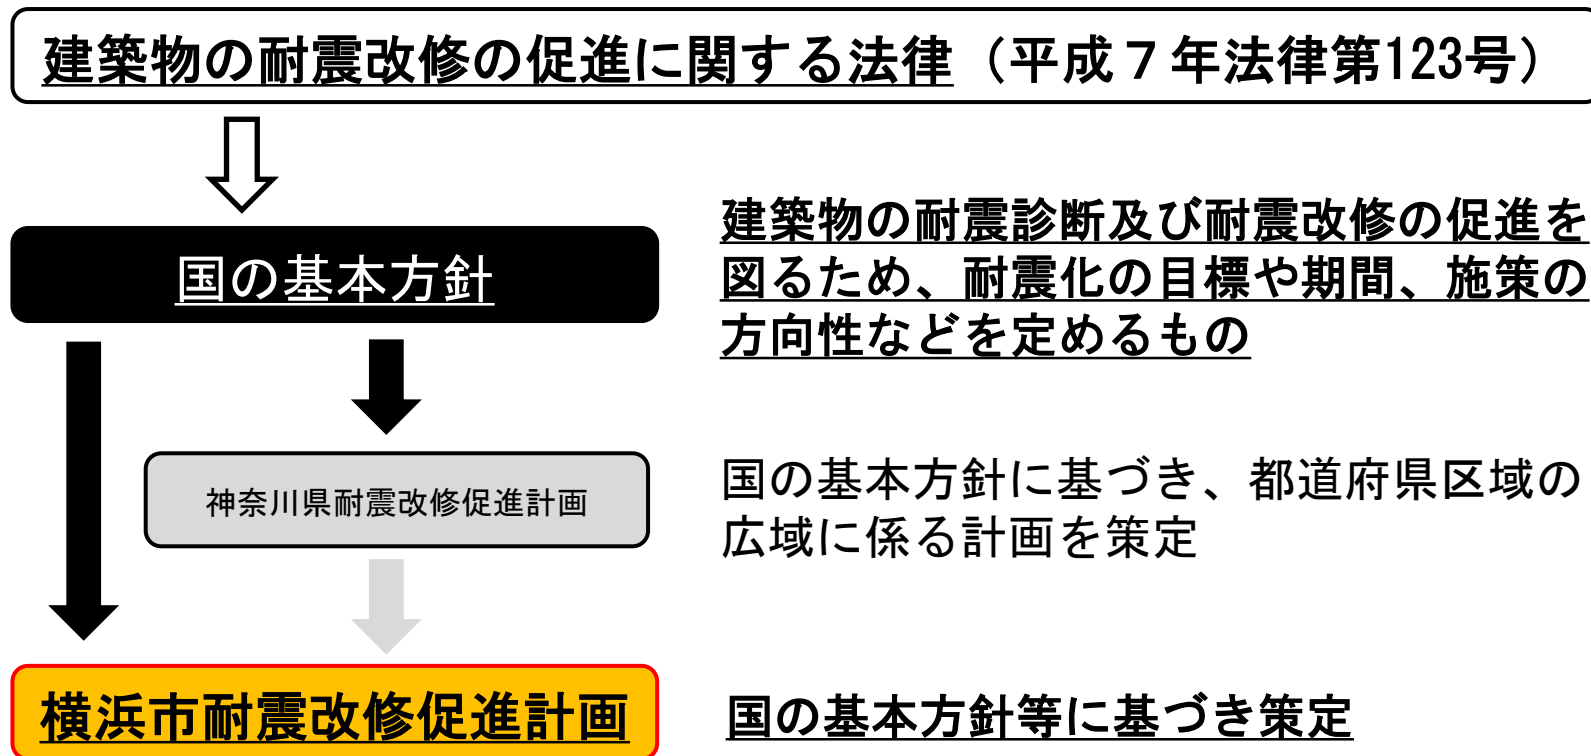 建築物の耐震改修の促進に関する法律（平成７年法律第123号）
国の基本方針
建築物の耐震診断及び耐震改修の促進を
図るため、耐震化の目標や期間、施策の
方向性などを定めるもの
神奈川県耐震改修促進計画
国の基本方針に基づき、都道府県区域の
広域に係る計画を策定
横浜市耐震改修促進計画
国の基本方針等に基づき策定